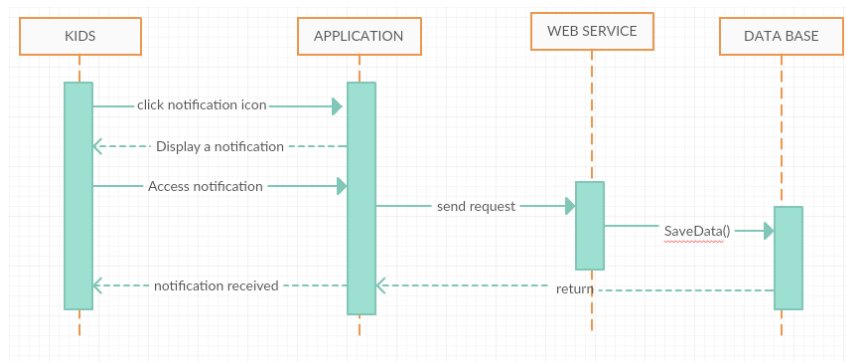 KIDS
APPLICATION
WEB SERVICE
DATA BASE
click notification icon
Display a notification
Access notification
send request
SaveData()
notification received
return